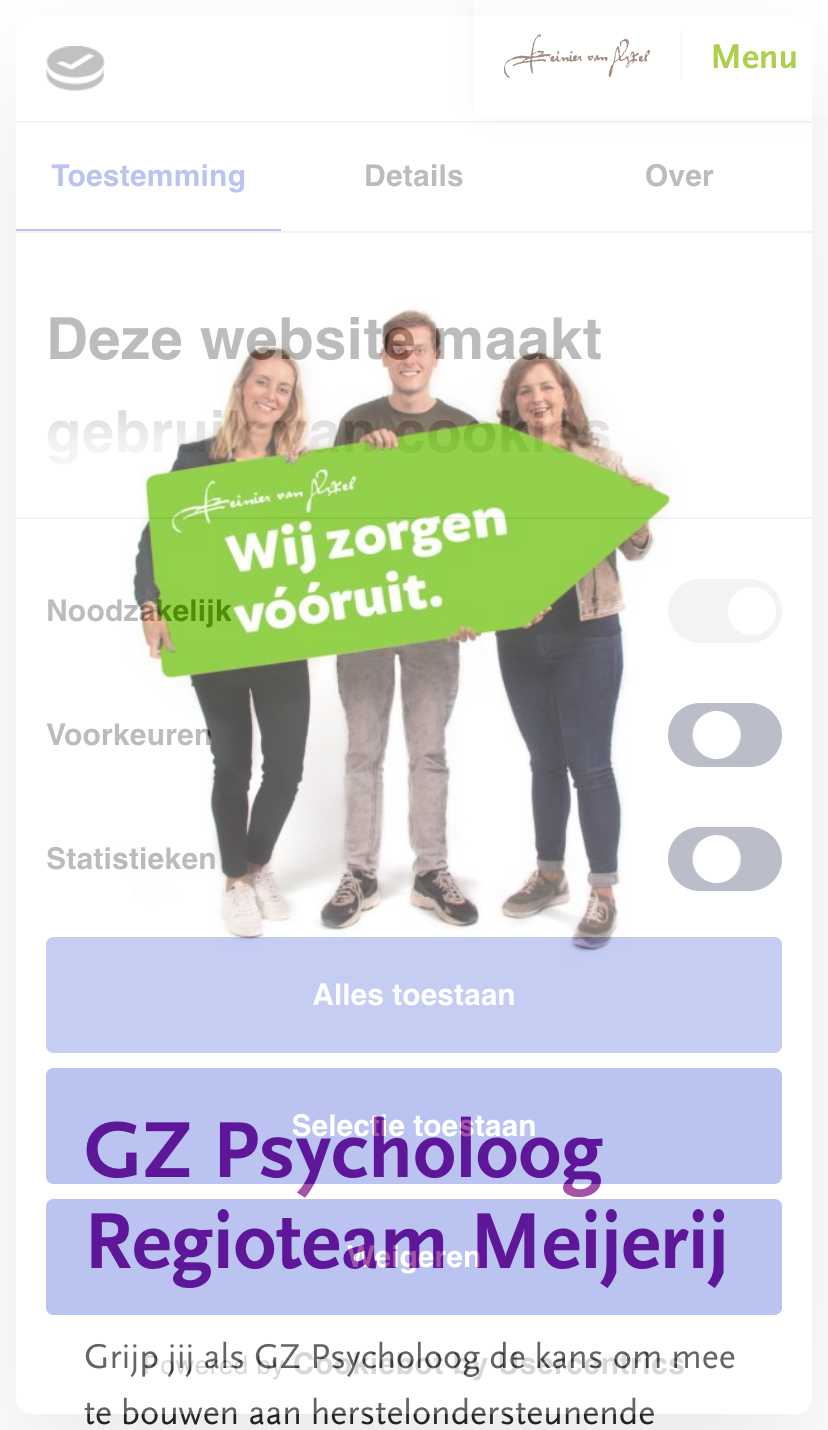 Reinier van Arkel
Menu
Toestemming
Details
Over
Deze website maakt
gebruik van cookies
Reinier van Arkel
Wij zorgen
vóóruit.
Noodzakelijk
Voorkeuren
Statistieken
Alles toestaan
Selectie toestaan
GZ Psycholoog
Regioteam Meijerij
Weigeren
Grijp jij als GZ Psycholoog de kans om mee
Powered by Cookiebot by Usercentrics
te bouwen aan herstelondersteunende